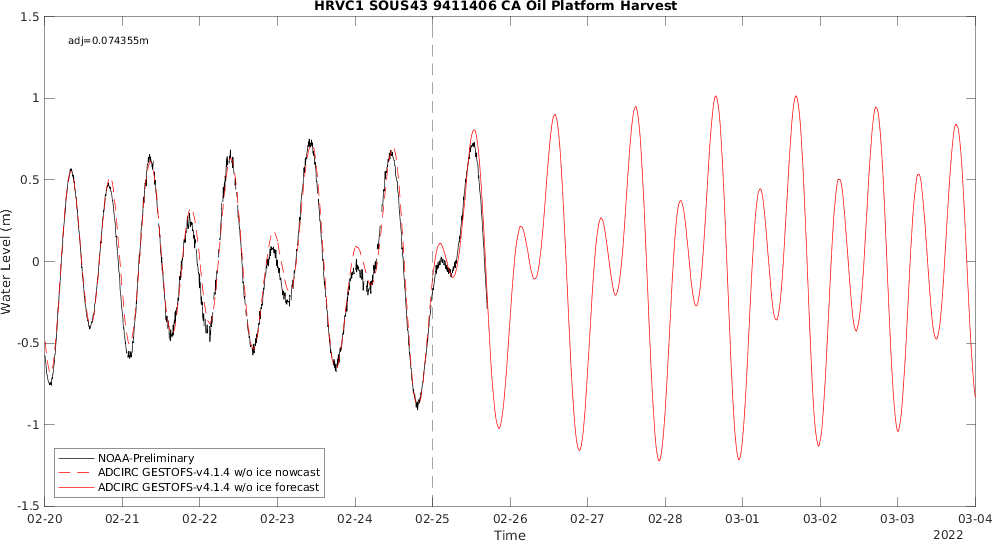 HRVC1 SOUS43 9411406 CA Oil Platform Harvest
1.5
adj=0.074355m
1
0.5
0
-0.5
-1
-1.5
Water Level (m)
NOAA-Preliminary
ADCIRC GESTOFS-v4.1.4 w/o ice nowcast
ADCIRC GESTOFS-v4.1.4 w/o ice forecast
02-20 02-21 02-22 02-23 02-24 02-25 02-26 02-27 02-28 03-01 03-02 03-03 03-04
Time
2022